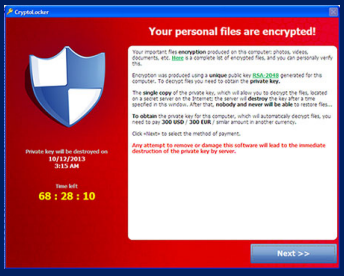 CryptoLocker
Your personal files are encrypted!
Your important files encryption produced on this computer: photos, videos,
documents, etc. Here is a complete list of encrypted files, and you can personally verify
this.
Encryption was produced using a unique public key RSA-2048 generated for this
computer. To decrypt files you need to obtain the private key.
The single copy of the private key, which will allow you to decrypt the files, located
on a secret server on the Internet; the server will destroy the key after a time
specified in this window. After that, nobody and never will be able to restore files...
To obtain the private key for this computer, which will automatically decrypt files, you
need to pay 300 USD / 300 EUR / similar amount in another currency.
Click «Next» to select the method of payment.
Any attempt to remove or damage this software will lead to the immediate
destruction of the private key by server.
Private key will be destroyed on
10/12/2013
3:15 AM
Time left
68 : 28 : 10
Next >>